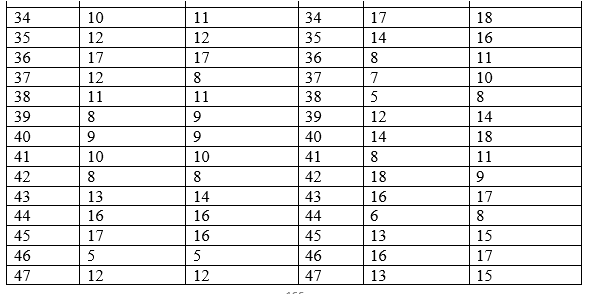 34 10 11 34 17 18
35 12 12 35 14 16
36 17 17 36 8 11
37 12 8 37 7 10
38 11 11 38 5 8
39 8 9 39 12 14
40 9 9 40 14 18
41 10 10 41 8 11
42 8 8 42 18 9
43 13 14 43 16 17
44 16 16 44 6 8
45 17 16 45 13 15
46 5 5 46 16 17
47 12 12 47 13 15